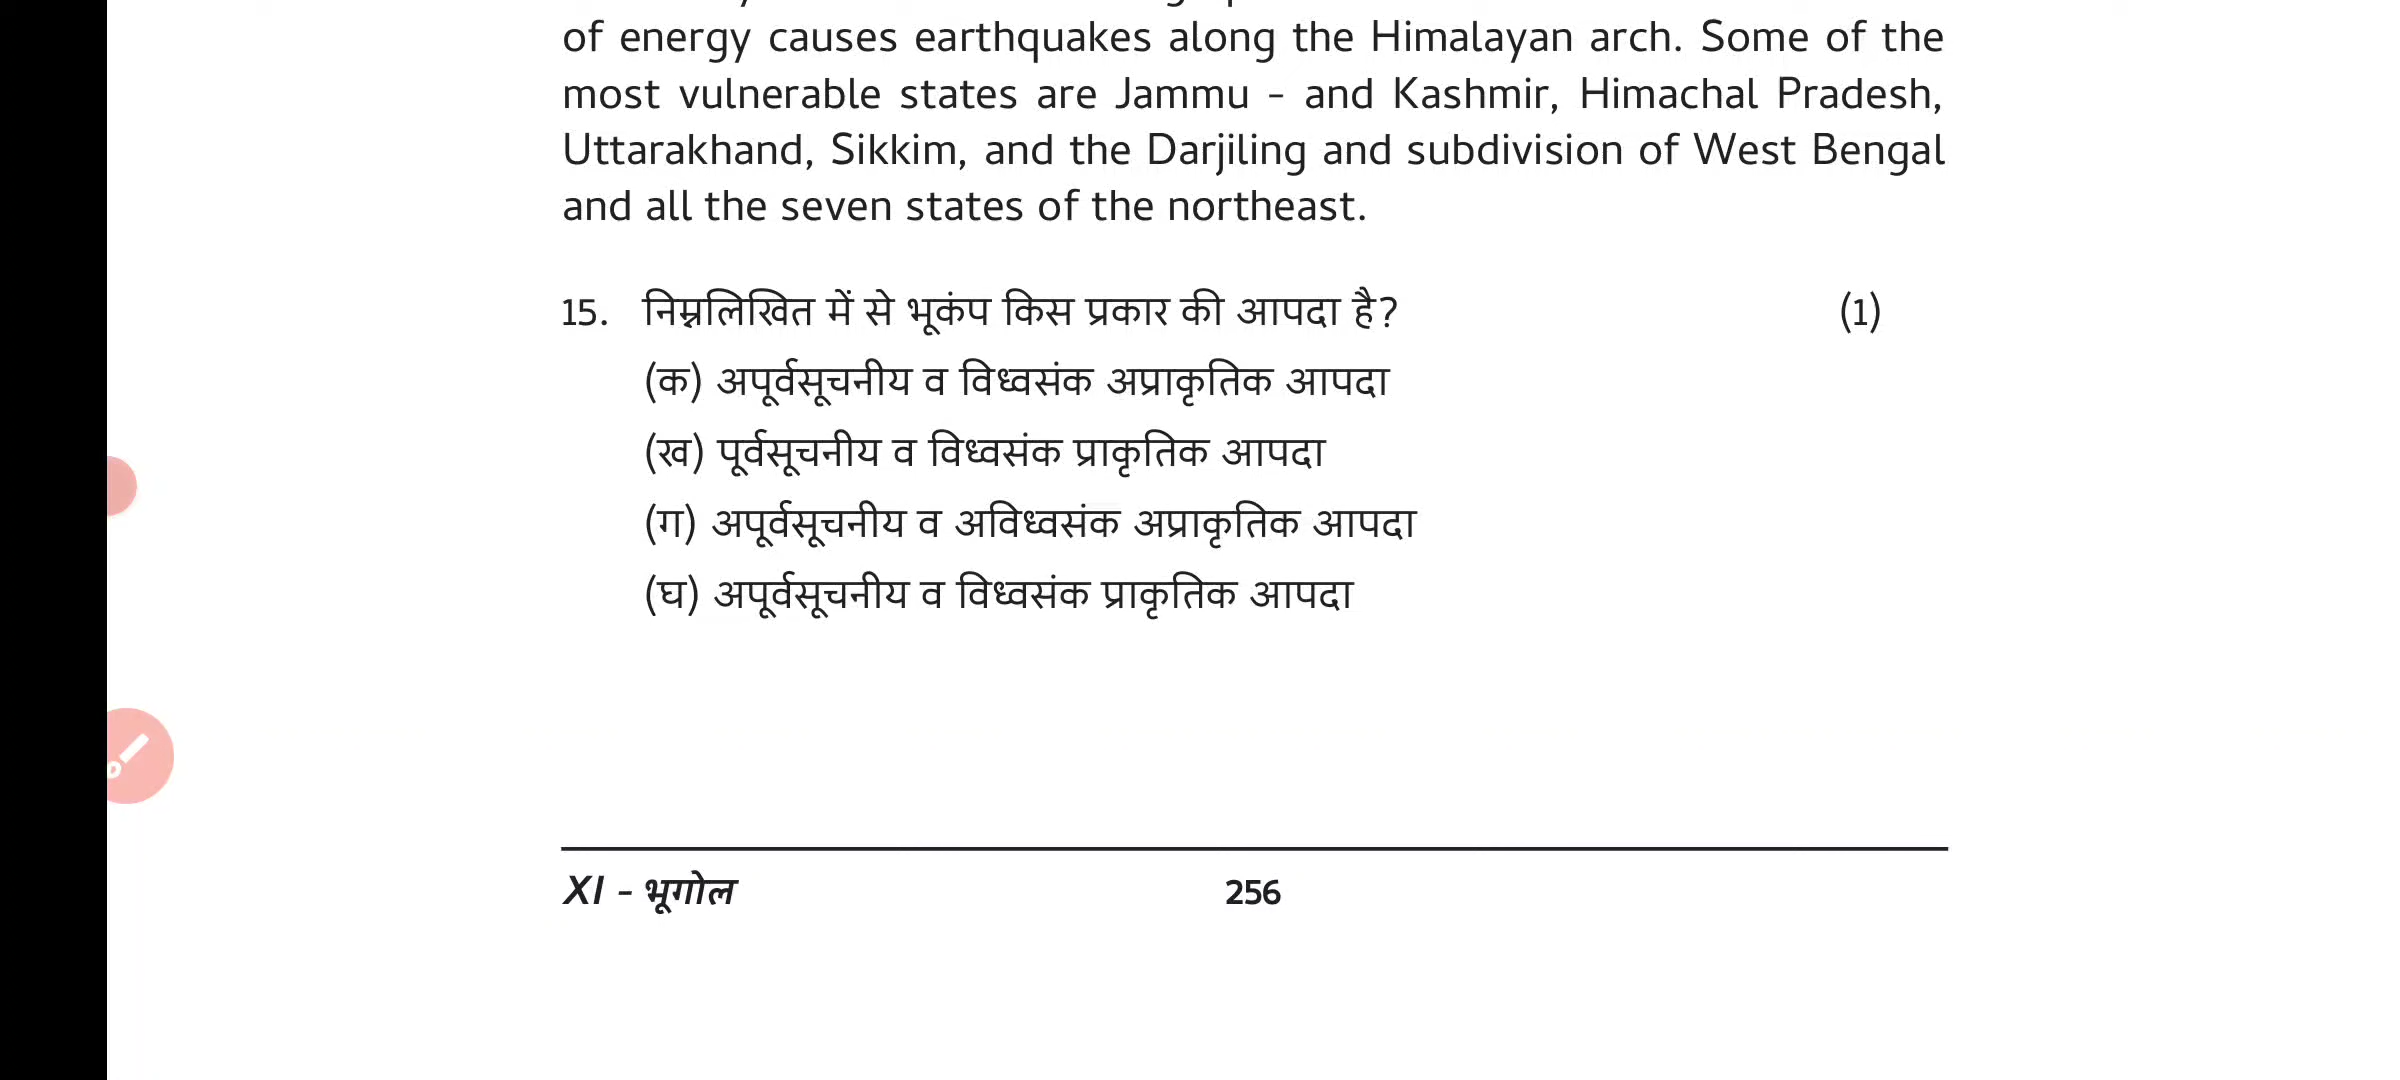 of energy causes earthquakes along the Himalayan arch. Some of the
most vulnerable states are Jammu - and Kashmir, Himachal Pradesh,
Uttarakhand, Sikkim, and the Darjiling and subdivision of West Bengal
and all the seven states of the northeast.
15. निम्नलिखित में से भूकंप किस प्रकार की आपदा है? (1)
(क) अपूर्वसूचनीय व विध्वसंक अप्राकृतिक आपदा
(ख) पूर्वसूचनीय व विध्वसंक प्राकृतिक आपदा
(ग) अपूर्वसूचनीय व अविध्वसंक अप्राकृतिक आपदा
(घ) अपूर्वसूचनीय व विध्वसंक प्राकृतिक आपदा
XI - भूगोल 256